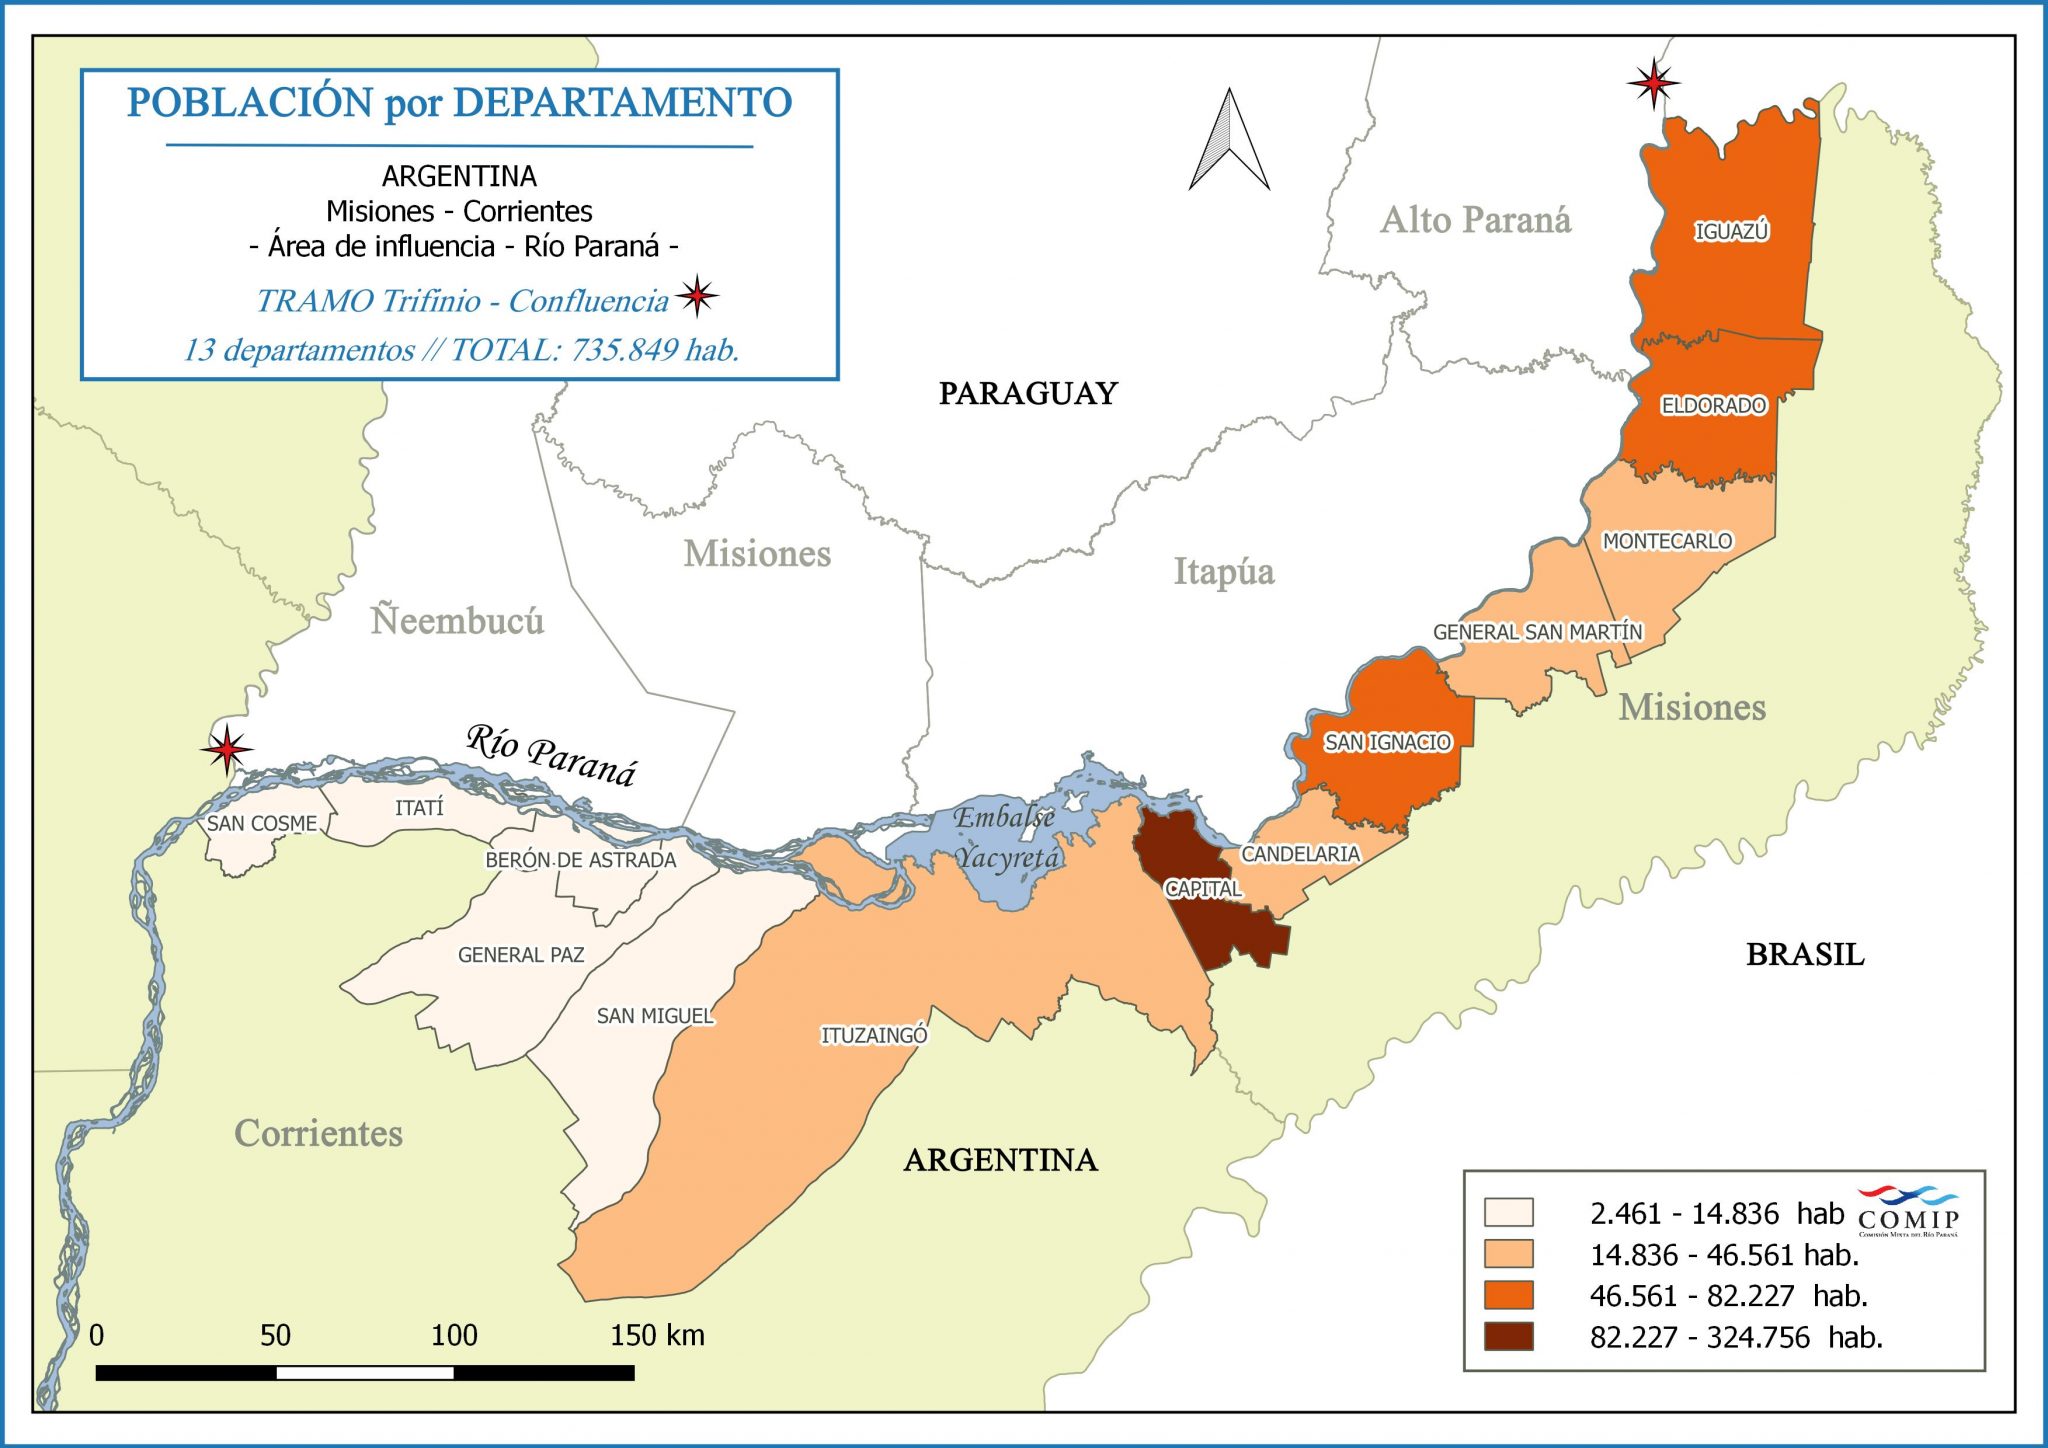 POBLACIÓN por DEPARTAMENTO
ARGENTINA
Misiones - Corrientes
- Área de influencia - Río Paraná -
TRAMO Trifinio - Confluencia
13 departamentos // TOTAL: 735.849 hab.
Alto Paraná
IGUAZÚ
PARAGUAY
ELDORADO
Misiones
Itapúa
MONTECARLO
Ñeembucú
GENERAL SAN MARTÍN
Misiones
Río Paraná
SAN IGNACIO
ITATÍ
SAN COSME
Embalse
Yacyretá
BERÓN DE ASTRADA
CANDELARIA
CAPITAL
GENERAL PAZ
BRASIL
SAN MIGUEL
ITUZAINGÓ
Corrientes
ARGENTINA
2.461 - 14.836 hab
COMIP
COMISIÓN MIXTA DEL RÍO PARANÁ
14.836 - 46.561 hab.
46.561 - 82.227 hab.
82.227 - 324.756 hab.
0 50 100 150 km